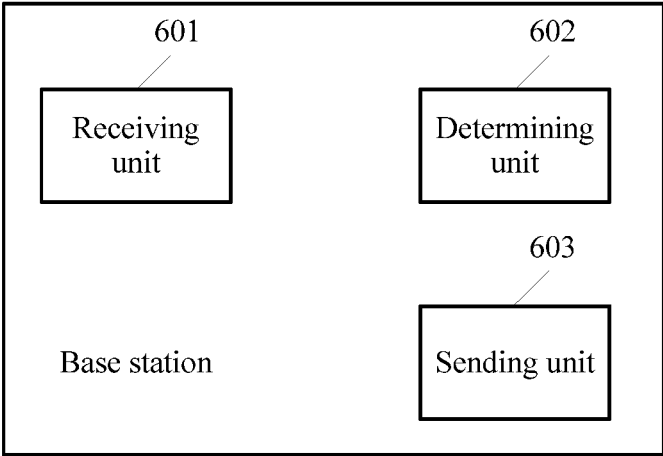 601
602
Receiving
unit
Determining
unit
603
Base station
Sending unit